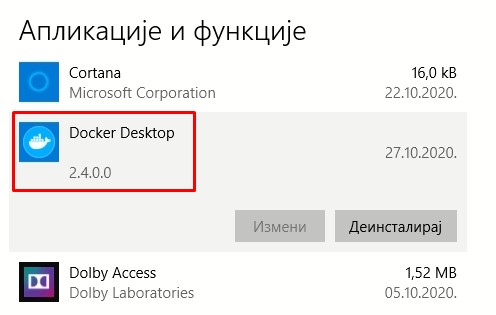 Апликације и функције
Cortana 16,0 kB
Microsoft Corporation 22.10.2020.
Docker Desktop
27.10.2020.
2.4.0.0
Измени Деинсталирај
Dolby Access 1,52 MB
Dolby Laboratories 05.10.2020.